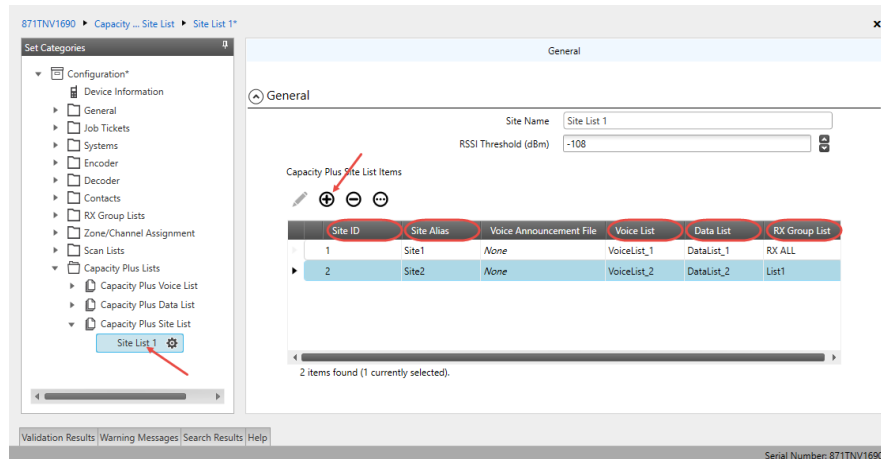 871TNV1690 ▸ Capacity ... Site List ▸ Site List 1*
Set Categories
General
Configuration*
Device Information
General
Job Tickets
Systems
Encoder
Decoder
Contacts
RX Group Lists
Zone/Channel Assignment
Scan Lists
Capacity Plus Lists
Capacity Plus Voice List
Capacity Plus Data List
Capacity Plus Site List
Site List 1
General
Site Name Site List 1
RSSI Threshold (dBm) -108
Capacity Plus Site List Items
Site ID Site Alias Voice Announcement File Voice List Data List RX Group List
1 Site1 None VoiceList_1 DataList_1 RX ALL
2 Site2 None VoiceList_2 DataList_2 List1
2 items found (1 currently selected).
Validation Results Warning Messages Search Results Help
Serial Number: 871TNV1690